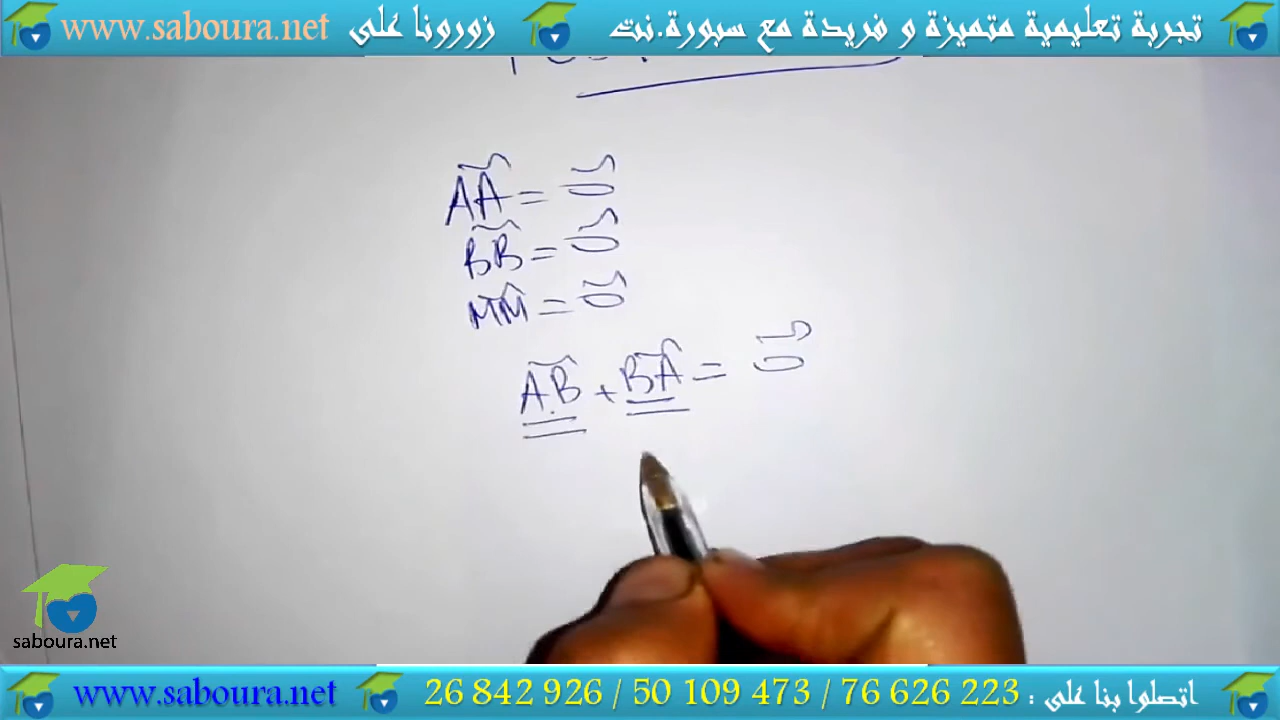 تجربة تعليمية متميزة و فريدة مع سبورة.نت زورونا على www.saboura.net
AA⃗ = 0⃗
BB⃗ = 0⃗
MM⃗ = 0⃗
AB⃗ + BA⃗ = 0⃗
saboura.net
اتصلوا بنا على : 26 842 926 / 50 109 473 / 76 626 223 www.saboura.net